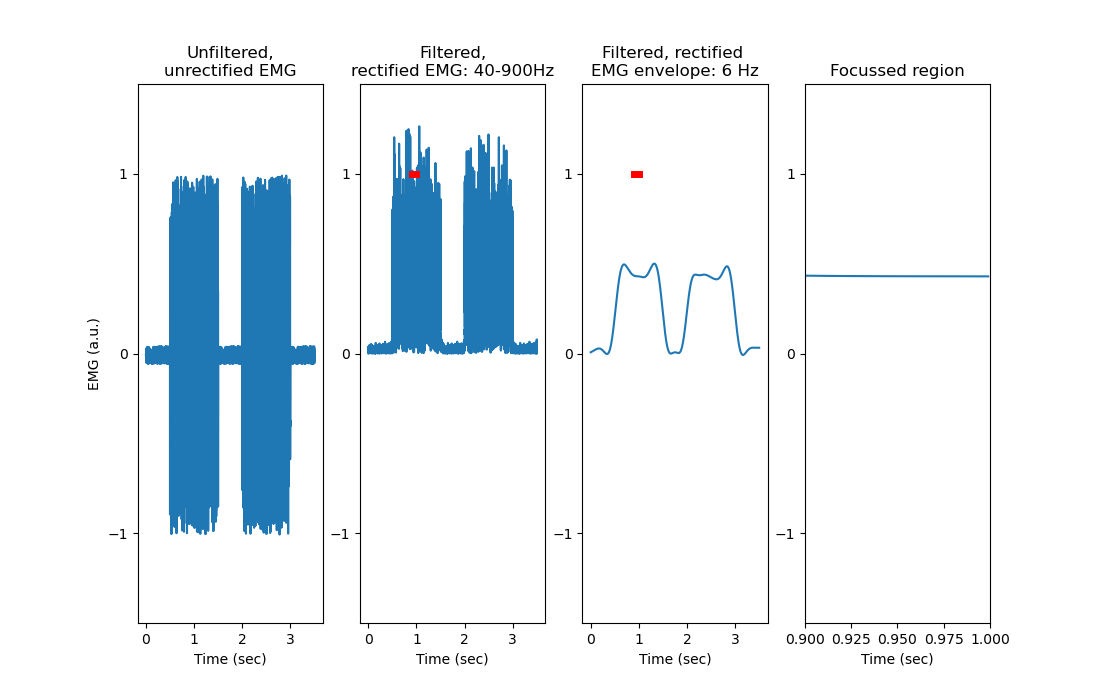 Unfiltered,
unrectified EMG
Filtered,
rectified EMG: 40-900Hz
Filtered, rectified
EMG envelope: 6 Hz
Focussed region
EMG (a.u.)
1
0
−1
0 1 2 3
Time (sec)
1
0
−1
0 1 2 3
Time (sec)
1
0
−1
0 1 2 3
Time (sec)
1
0
−1
0.900 0.925 0.950 0.975 1.000
Time (sec)